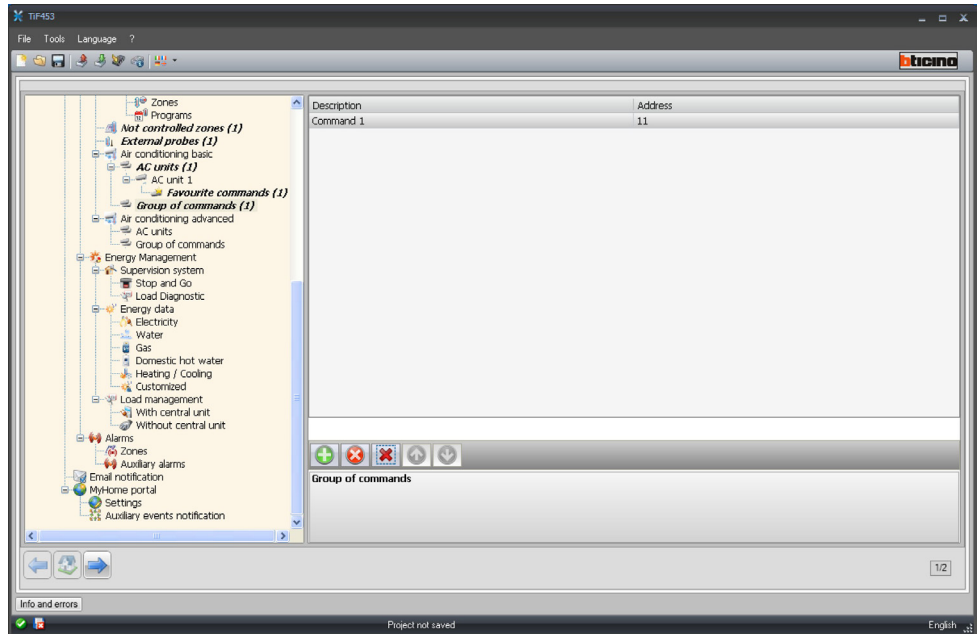 TiF453
File Tools Language ?
bticino
Zones
Programs
Not controlled zones (1)
External probes (1)
Air conditioning basic
AC units (1)
AC unit 1
Favourite commands (1)
Group of commands (1)
Air conditioning advanced
AC units
Group of commands
Energy Management
Supervision system
Stop and Go
Load Diagnostic
Energy data
Electricity
Water
Gas
Domestic hot water
Heating / Cooling
Customized
Load management
With central unit
Without central unit
Alarms
Zones
Auxiliary alarms
Email notification
MyHome portal
Settings
Auxiliary events notification
Description Address
Command 1 11
Group of commands
1/2
Info and errors
Project not saved
English